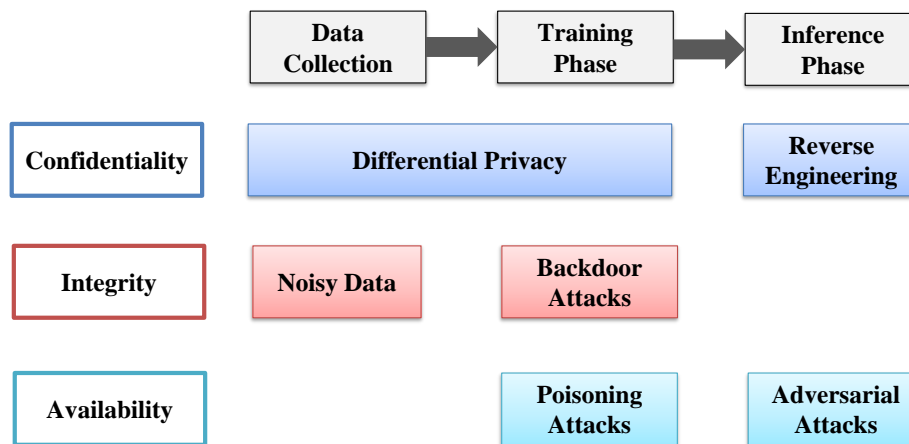 Data
Collection
Training
Phase
Inference
Phase
Confidentiality
Differential Privacy
Reverse
Engineering
Integrity
Noisy Data
Backdoor
Attacks
Availability
Poisoning
Attacks
Adversarial
Attacks